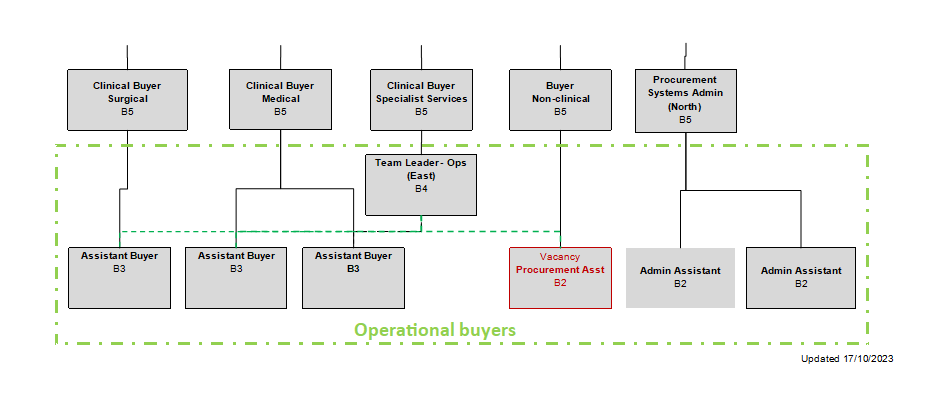 Clinical Buyer
Surgical
B5
Clinical Buyer
Medical
B5
Clinical Buyer
Specialist Services
B5
Buyer
Non-clinical
B5
Procurement
Systems Admin
(North)
B5
Team Leader - Ops
(East)
B4
Assistant Buyer
B3
Assistant Buyer
B3
Assistant Buyer
B3
Vacancy
Procurement Asst
B2
Admin Assistant
B2
Admin Assistant
B2
Operational buyers
Updated 17/10/2023